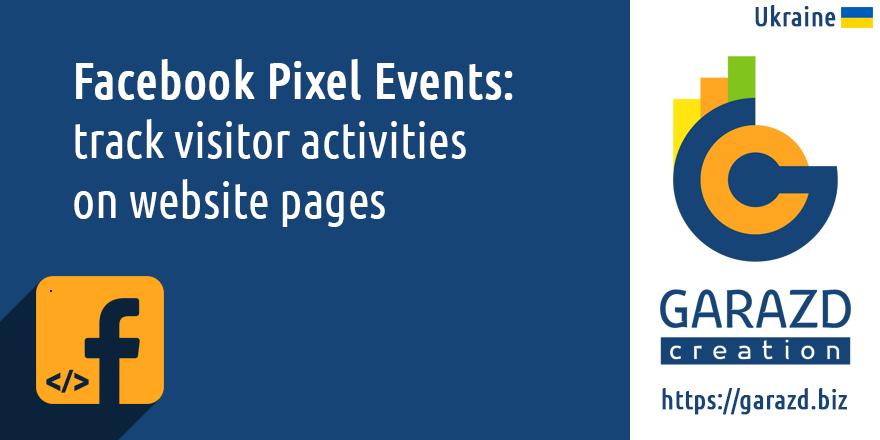 Ukraine
Facebook Pixel Events:
track visitor activities
on website pages
f
</>
GARAZD
creation
https://garazd.biz